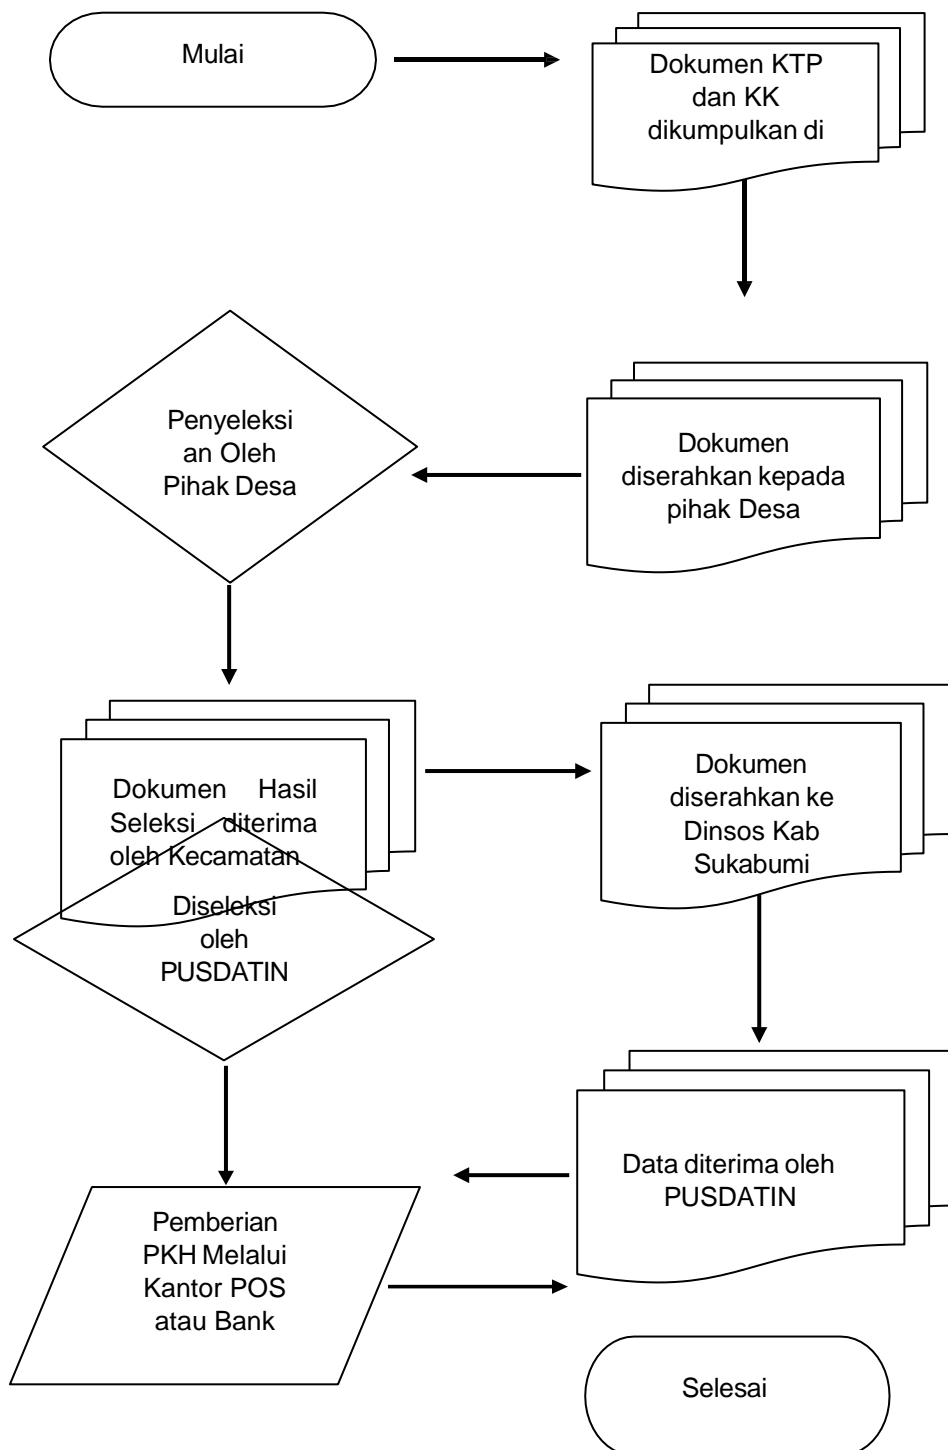 Mulai
Dokumen KTP
dan KK
dikumpulkan di
Dokumen
diserahkan kepada
pihak Desa
Penyeleksi
an Oleh
Pihak Desa
Dokumen Hasil
Seleksi diterima
oleh Kecamatan
Dokumen
diserahkan ke
Dinsos Kab
Sukabumi
Data diterima oleh
PUSDATIN
Diseleksi
oleh
PUSDATIN
Pemberian
PKH Melalui
Kantor POS
atau Bank
Selesai